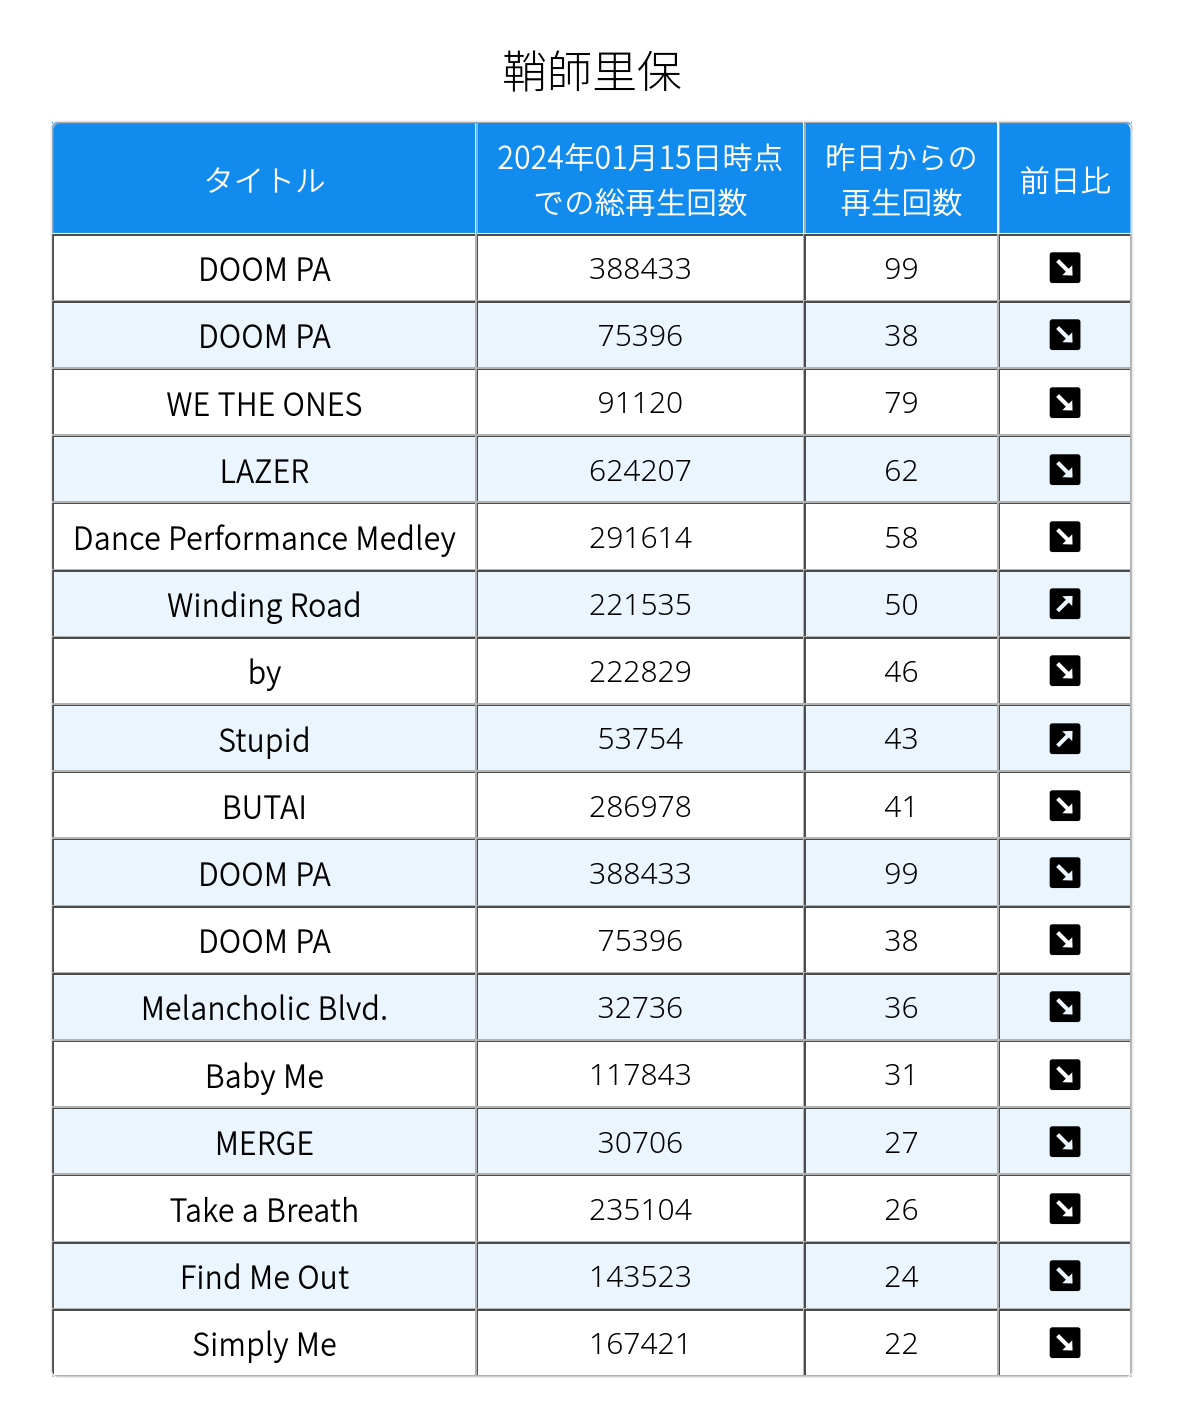 鞘師里保
タイトル 2024年01月15日時点での総再生回数 昨日からの再生回数 前日比
DOOM PA 388433 99 ↘
DOOM PA 75396 38 ↘
WE THE ONES 91120 79 ↘
LAZER 624207 62 ↘
Dance Performance Medley 291614 58 ↘
Winding Road 221535 50 ↗
by 222829 46 ↘
Stupid 53754 43 ↗
BUTAI 286978 41 ↘
DOOM PA 388433 99 ↘
DOOM PA 75396 38 ↘
Melancholic Blvd. 32736 36 ↘
Baby Me 117843 31 ↘
MERGE 30706 27 ↘
Take a Breath 235104 26 ↘
Find Me Out 143523 24 ↘
Simply Me 167421 22 ↘